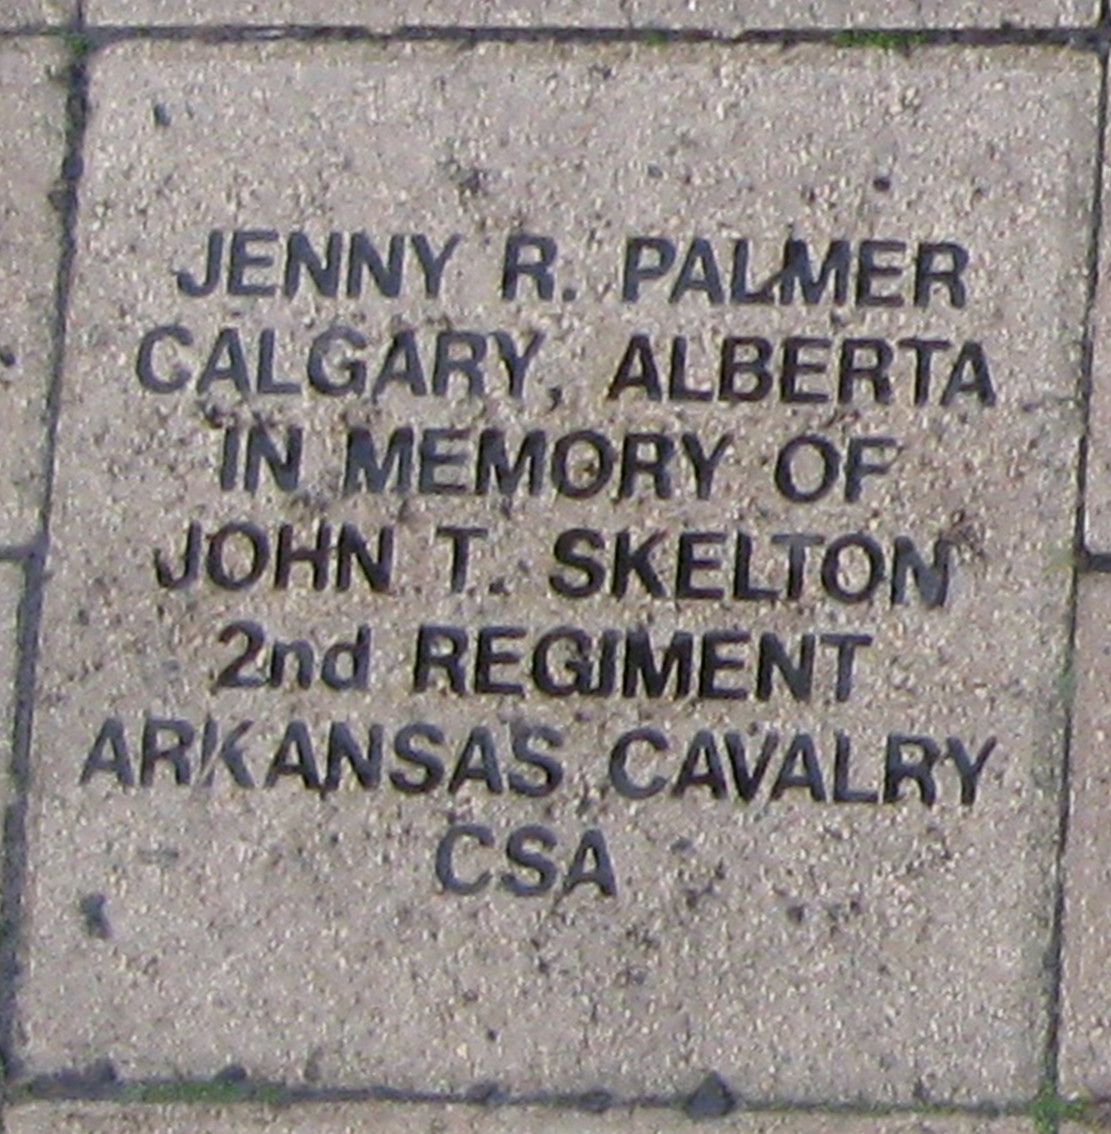 JENNY R. PALMER
CALGARY, ALBERTA
IN MEMORY OF
JOHN T. SKELTON
2nd REGIMENT
ARKANSAS CAVALRY
CSA